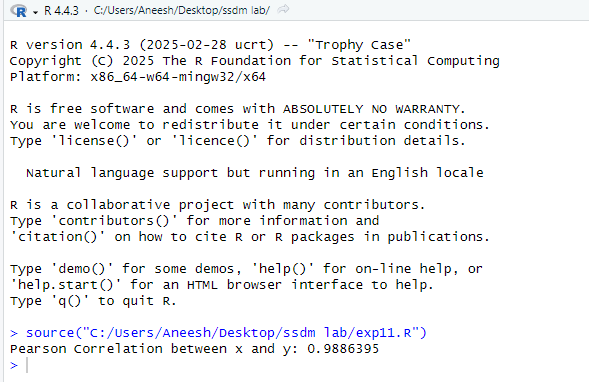 R 4.4.3 · C:/Users/Aneesh/Desktop/ssdm lab/
R version 4.4.3 (2025-02-28 ucrt) -- "Trophy Case"
Copyright (C) 2025 The R Foundation for Statistical Computing
Platform: x86_64-w64-mingw32/x64
R is free software and comes with ABSOLUTELY NO WARRANTY.
You are welcome to redistribute it under certain conditions.
Type 'license()' or 'licence()' for distribution details.
Natural language support but running in an English locale
R is a collaborative project with many contributors.
Type 'contributors()' for more information and
'citation()' on how to cite R or R packages in publications.
Type 'demo()' for some demos, 'help()' for on-line help, or
'help.start()' for an HTML browser interface to help.
Type 'q()' to quit R.
> source("C:/Users/Aneesh/Desktop/ssdm lab/exp11.R")
Pearson Correlation between x and y: 0.9886395
>